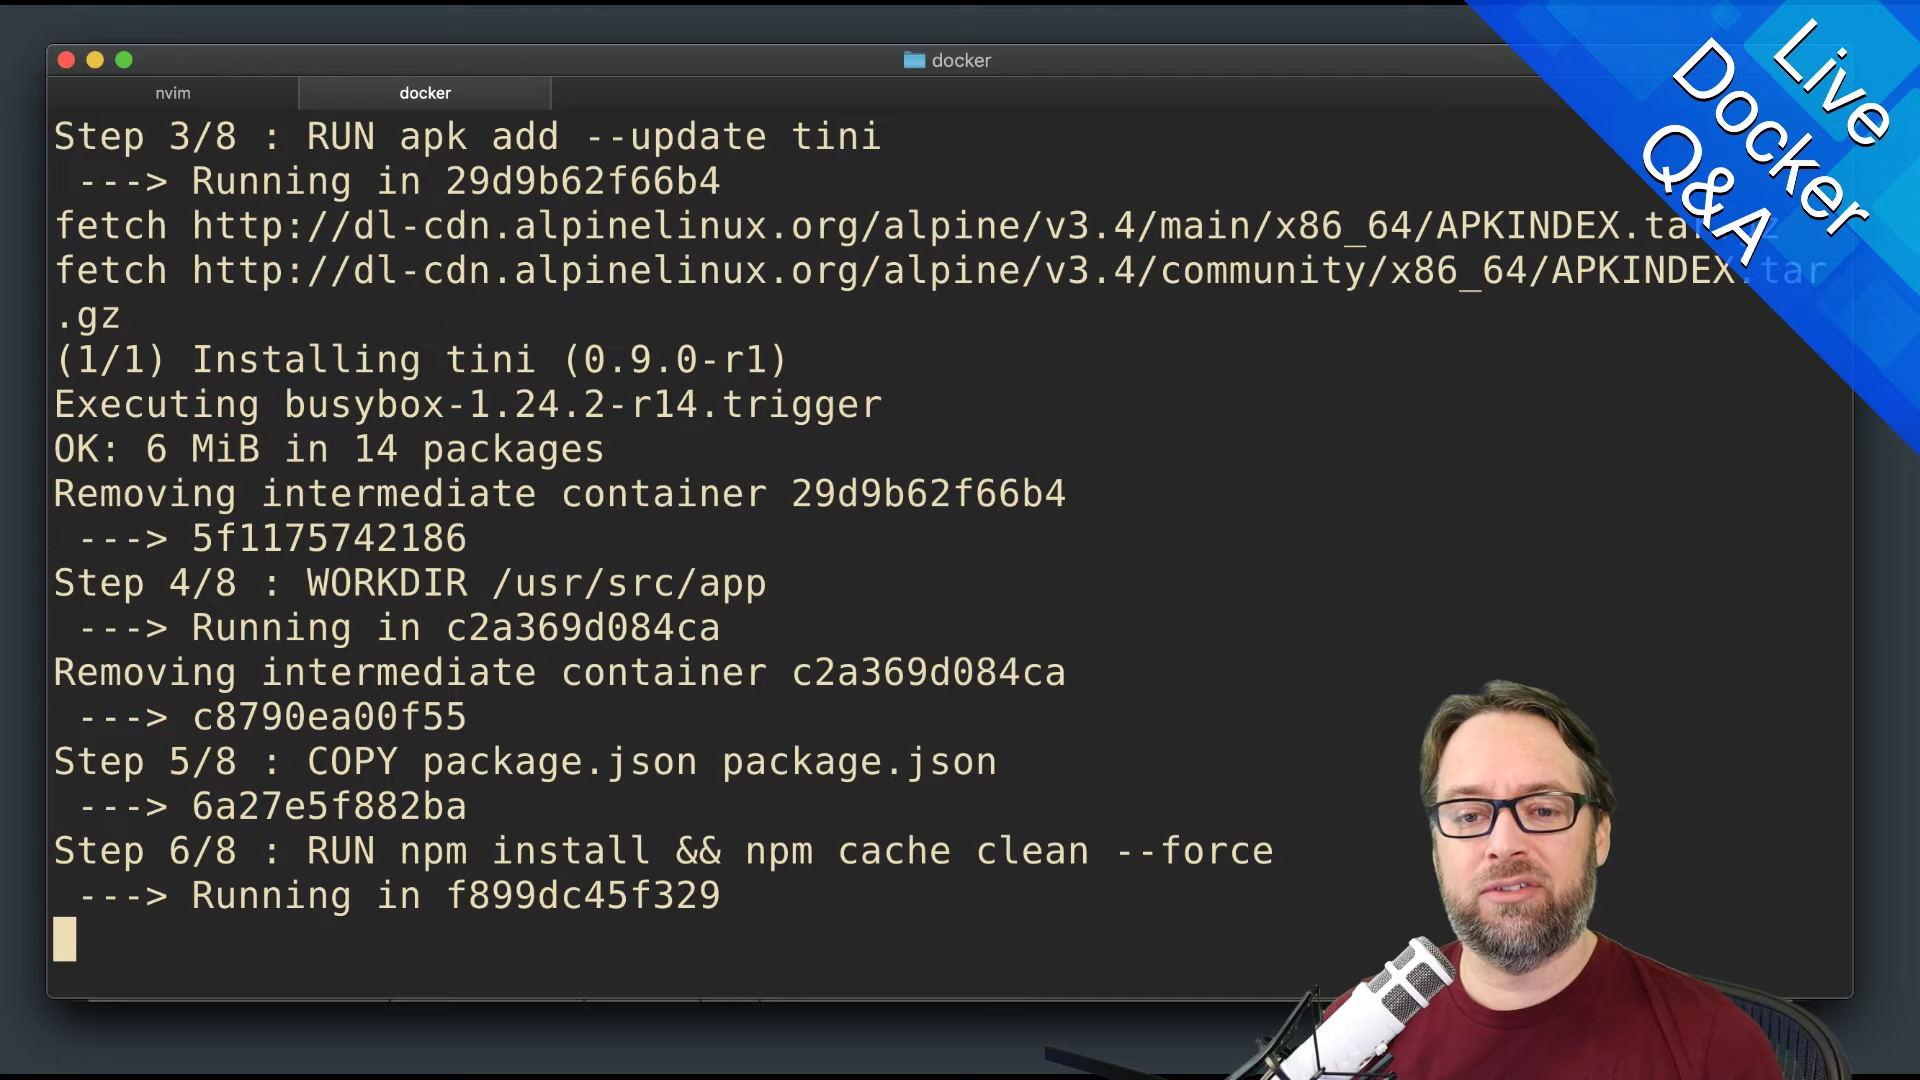 docker
nvim
docker
Step 3/8 : RUN apk add --update tini
---> Running in 29d9b62f66b4
fetch http://dl-cdn.alpinelinux.org/alpine/v3.4/main/x86_64/APKINDEX.ta
fetch http://dl-cdn.alpinelinux.org/alpine/v3.4/community/x86_64/APKINDEX.tar
.gz
(1/1) Installing tini (0.9.0-r1)
Executing busybox-1.24.2-r14.trigger
OK: 6 MiB in 14 packages
Removing intermediate container 29d9b62f66b4
---> 5f1175742186
Step 4/8 : WORKDIR /usr/src/app
---> Running in c2a369d084ca
Removing intermediate container c2a369d084ca
---> c8790ea00f55
Step 5/8 : COPY package.json package.json
---> 6a27e5f882ba
Step 6/8 : RUN npm install && npm cache clean --force
---> Running in f899dc45f329
Live
Docker
Q&A